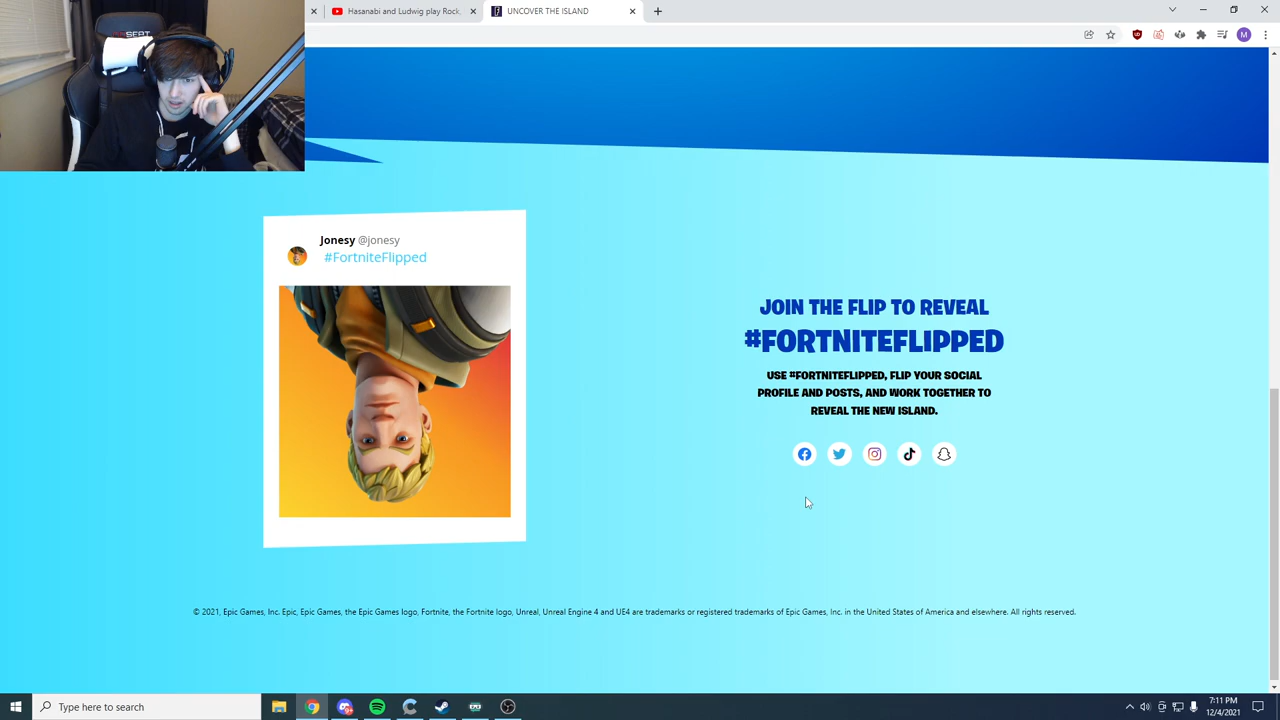 Hasanabi and Ludwig play Rock,
UNCOVER THE ISLAND
M
Jonesy @jonesy
#FortniteFlipped
JOIN THE FLIP TO REVEAL
#FORTNITEFLIPPED
USE #FORTNITEFLIPPED, FLIP YOUR SOCIAL
PROFILE AND POSTS, AND WORK TOGETHER TO
REVEAL THE NEW ISLAND.
© 2021, Epic Games, Inc. Epic, Epic Games, the Epic Games logo, Fortnite, the Fortnite logo, Unreal, Unreal Engine 4 and UE4 are trademarks or registered trademarks of Epic Games, Inc. in the United States of America and elsewhere. All rights reserved.
Type here to search
7:11 PM
12/4/2021